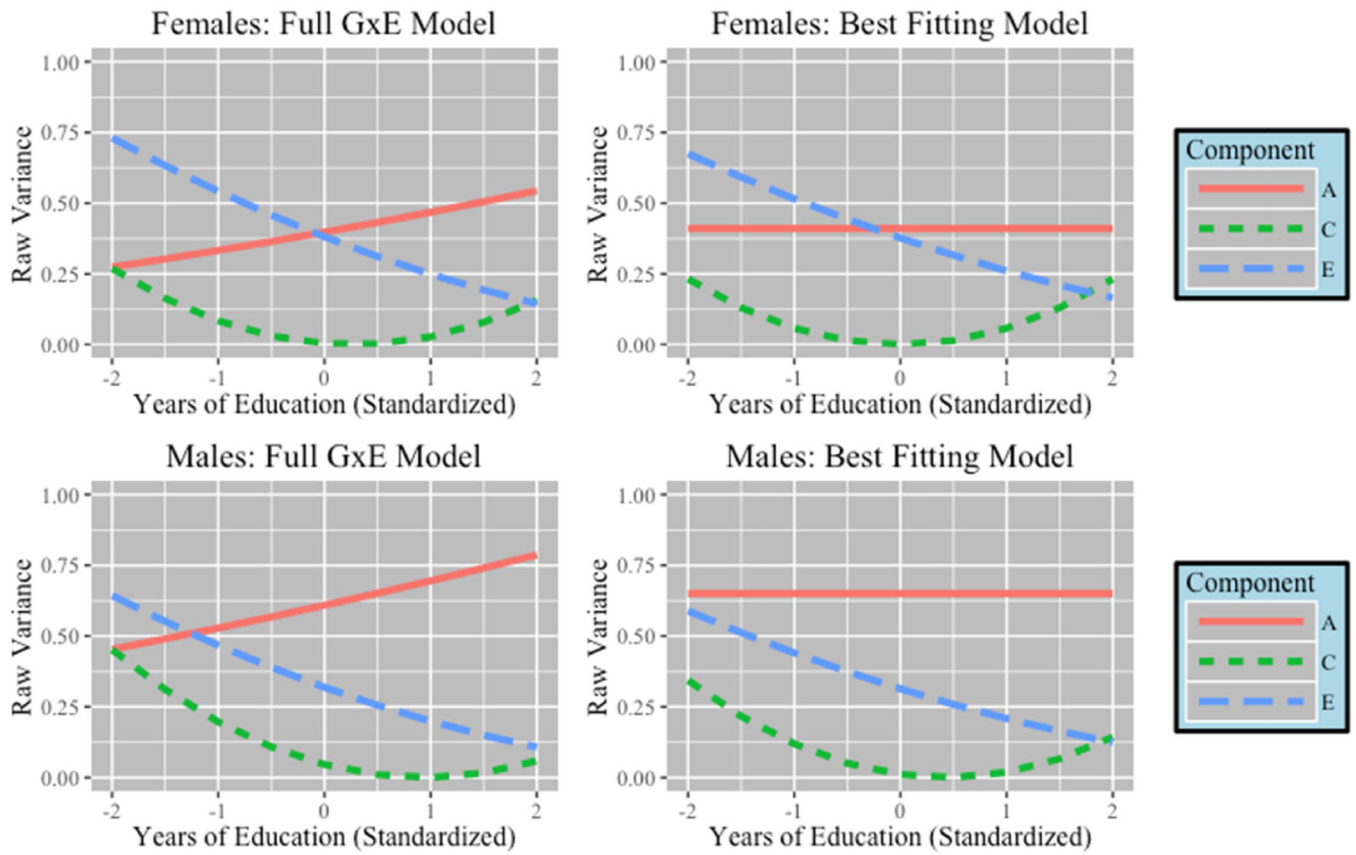 Females: Full GxE Model
Females: Best Fitting Model
1.00
0.75
0.50
0.25
0.00
Raw Variance
-2
-1
0
1
2
Years of Education (Standardized)
1.00
0.75
0.50
0.25
0.00
Raw Variance
-2
-1
0
1
2
Years of Education (Standardized)
Component
A
C
E
Males: Full GxE Model
Males: Best Fitting Model
1.00
0.75
0.50
0.25
0.00
Raw Variance
-2
-1
0
1
2
Years of Education (Standardized)
1.00
0.75
0.50
0.25
0.00
Raw Variance
-2
-1
0
1
2
Years of Education (Standardized)
Component
A
C
E